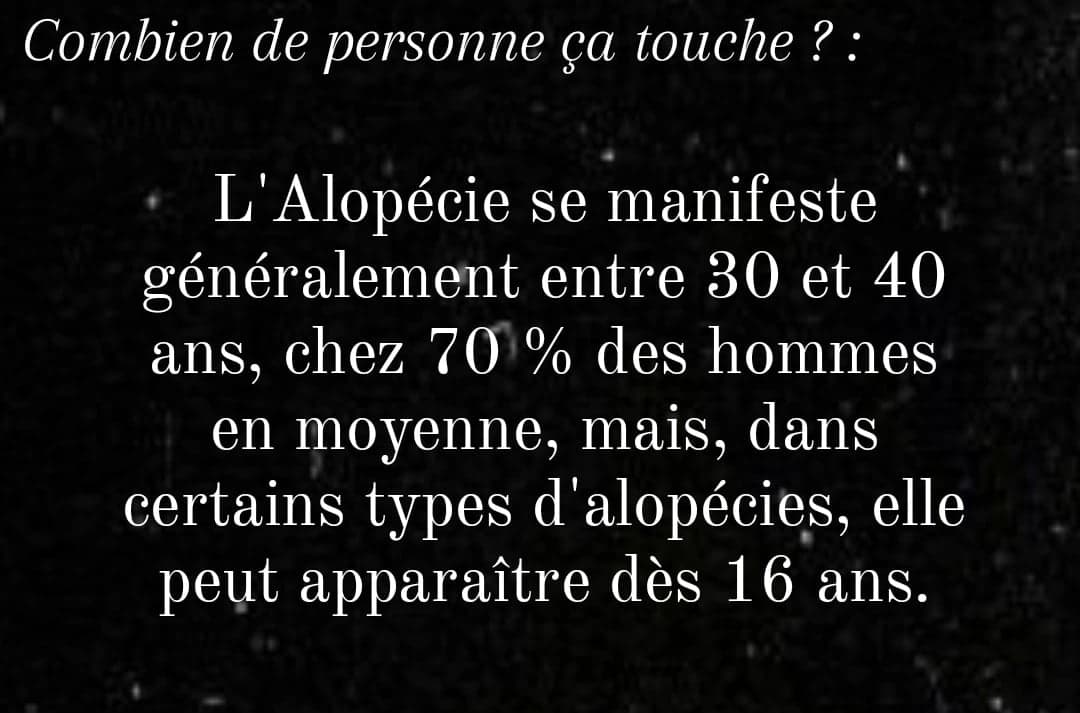 Combien de personne ça touche ? :
L'Alopécie se manifeste
généralement entre 30 et 40
ans, chez 70 % des hommes
en moyenne, mais, dans
certains types d'alopécies, elle
peut apparaître dès 16 ans.